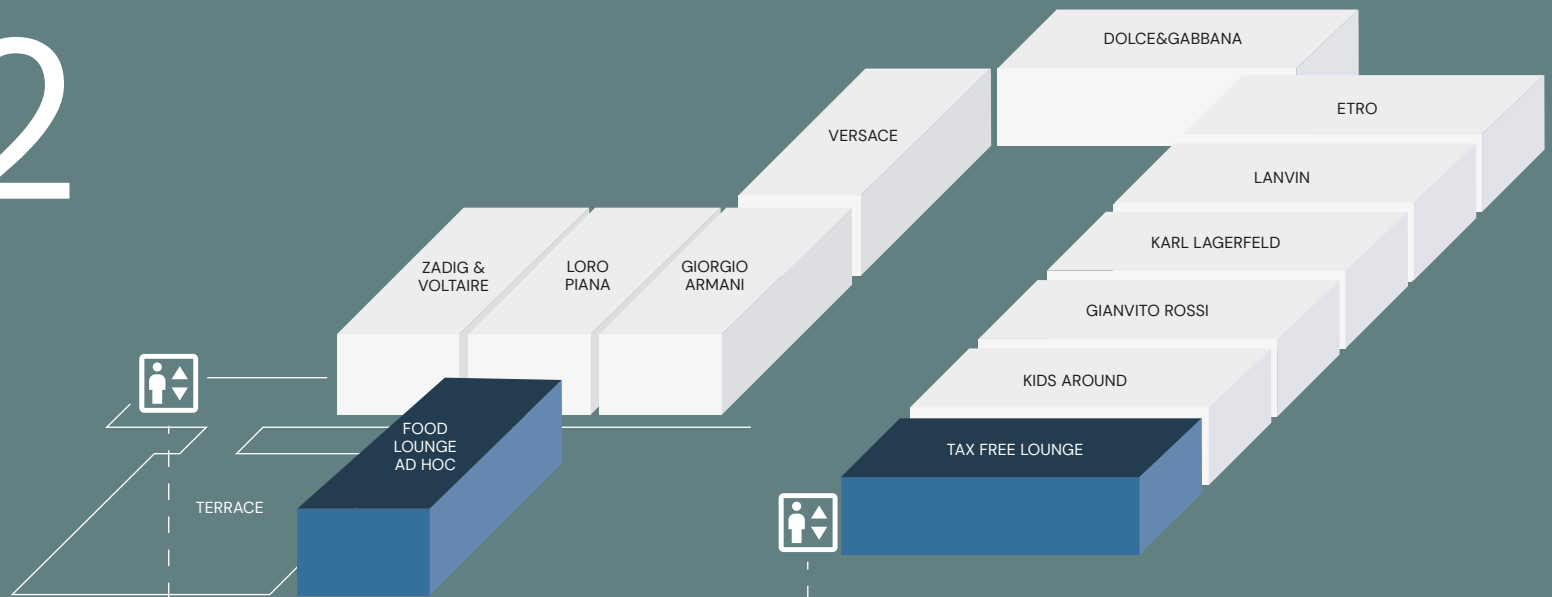 2
DOLCE&GABBANA
ETRO
VERSACE
LANVIN
KARL LAGERFELD
ZADIG &
VOLTAIRE
LORO
PIANA
GIORGIO
ARMANI
GIANVITO ROSSI
KIDS AROUND
FOOD
LOUNGE
AD HOC
TAX FREE LOUNGE
TERRACE